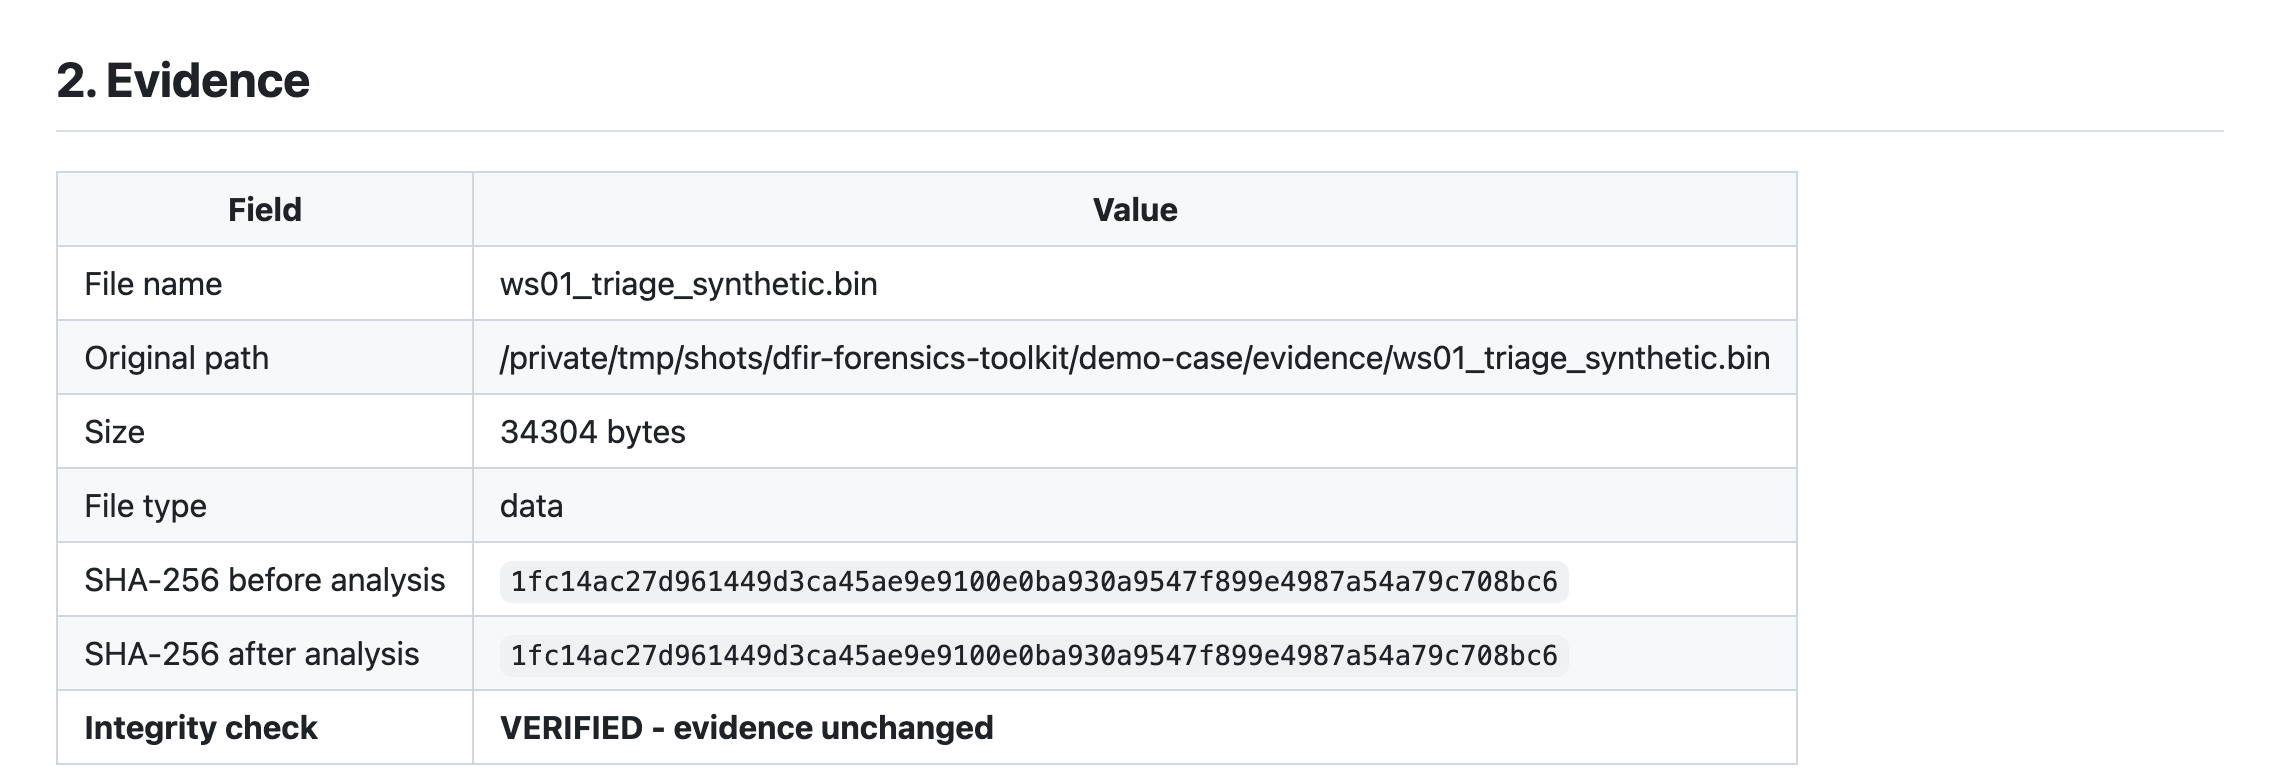 2. Evidence
Field Value
File name ws01_triage_synthetic.bin
Original path /private/tmp/shots/dfir-forensics-toolkit/demo-case/evidence/ws01_triage_synthetic.bin
Size 34304 bytes
File type data
SHA-256 before analysis 1fc14ac27d961449d3ca45ae9e9100e0ba930a9547f899e4987a54a79c708bc6
SHA-256 after analysis 1fc14ac27d961449d3ca45ae9e9100e0ba930a9547f899e4987a54a79c708bc6
Integrity check VERIFIED - evidence unchanged